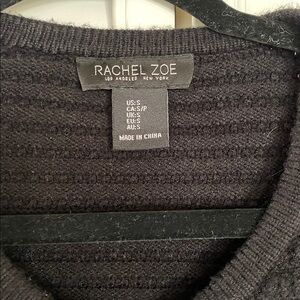 RACHEL ZOE
LOS ANGELES NEW YORK
US:S
CA:S/P
UK:S
EU:S
AU:S
MADE IN CHINA